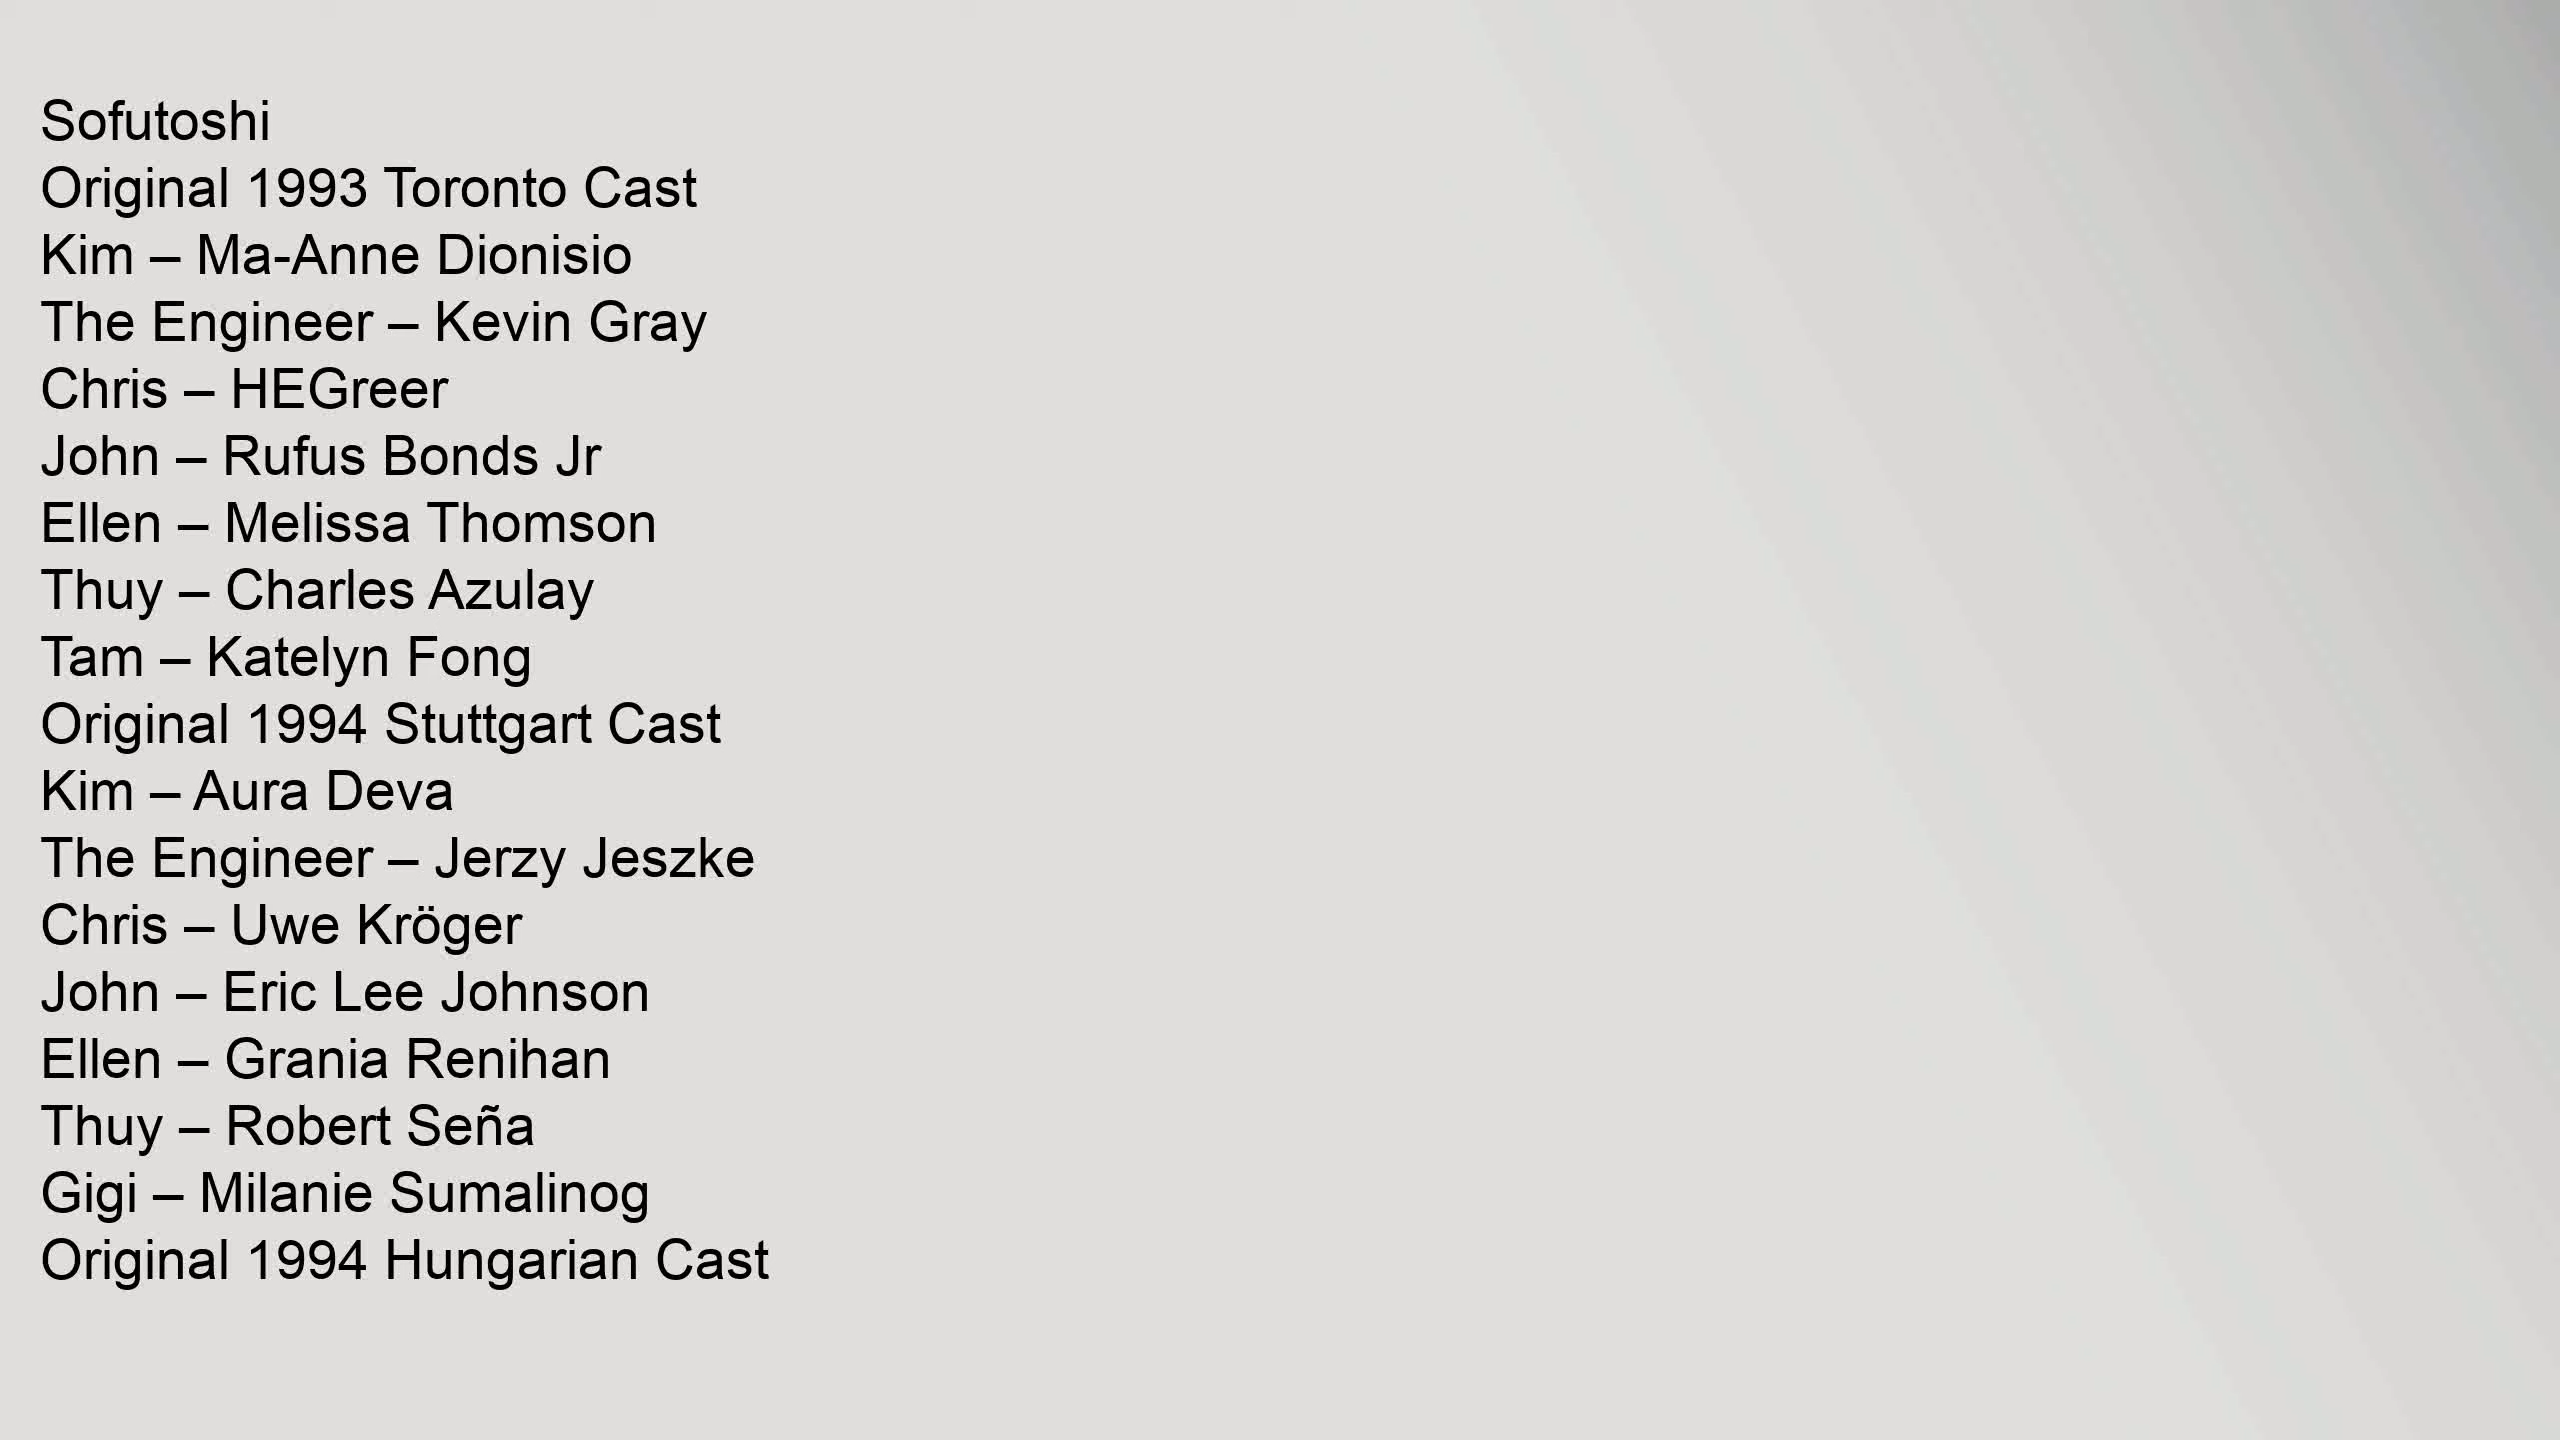 Sofutoshi
Original 1993 Toronto Cast
Kim – Ma-Anne Dionisio
The Engineer – Kevin Gray
Chris – HEGreer
John – Rufus Bonds Jr
Ellen – Melissa Thomson
Thuy – Charles Azulay
Tam – Katelyn Fong
Original 1994 Stuttgart Cast
Kim – Aura Deva
The Engineer – Jerzy Jeszke
Chris – Uwe Kröger
John – Eric Lee Johnson
Ellen – Grania Renihan
Thuy – Robert Seña
Gigi – Milanie Sumalinog
Original 1994 Hungarian Cast